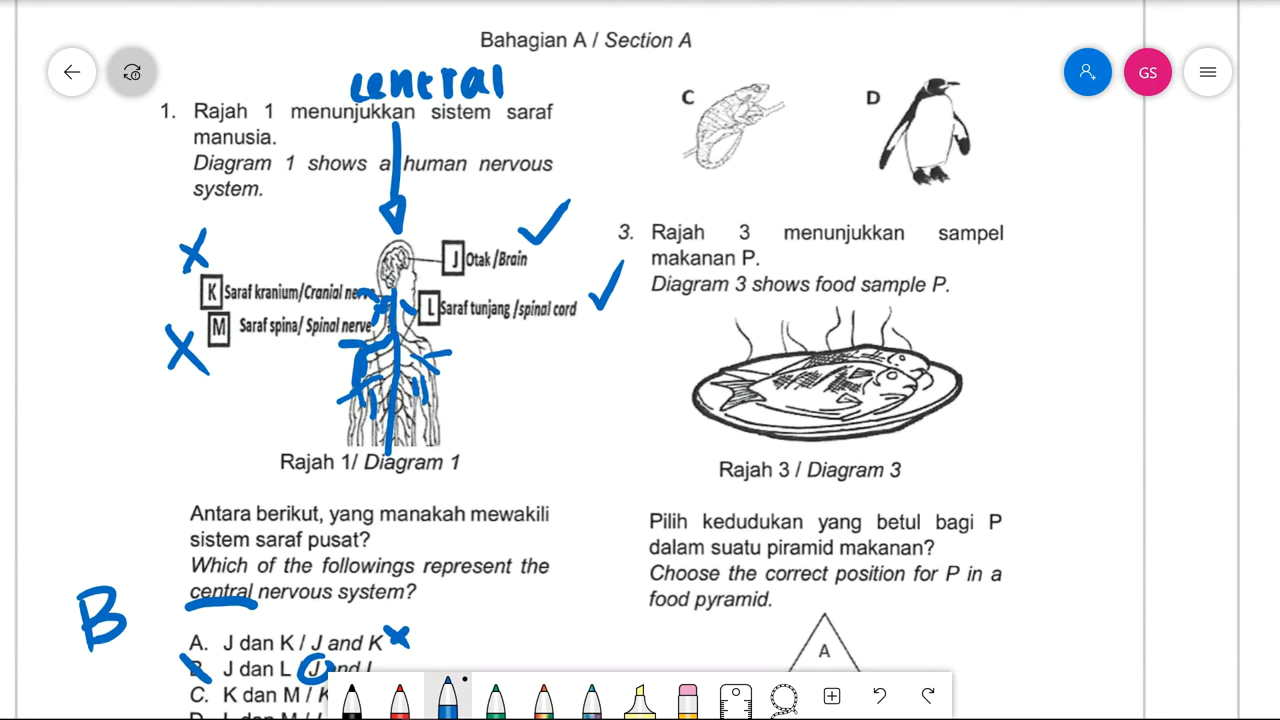 Bahagian A / Section A
central
1. Rajah 1 menunjukkan sistem saraf
manusia.
Diagram 1 shows a human nervous
system.
J Otak /Brain
K Saraf kranium/Cranial nerve
L Saraf tunjang /spinal cord
M Saraf spina/ Spinal nerve
Rajah 1/ Diagram 1
Antara berikut, yang manakah mewakili
sistem saraf pusat?
Which of the followings represent the
central nervous system?
B
A. J dan K / J and K
B. J dan L / J and L
C. K dan M / K
C
D
GS
3. Rajah 3 menunjukkan sampel
makanan P.
Diagram 3 shows food sample P.
Rajah 3 / Diagram 3
Pilih kedudukan yang betul bagi P
dalam suatu piramid makanan?
Choose the correct position for P in a
food pyramid.
A